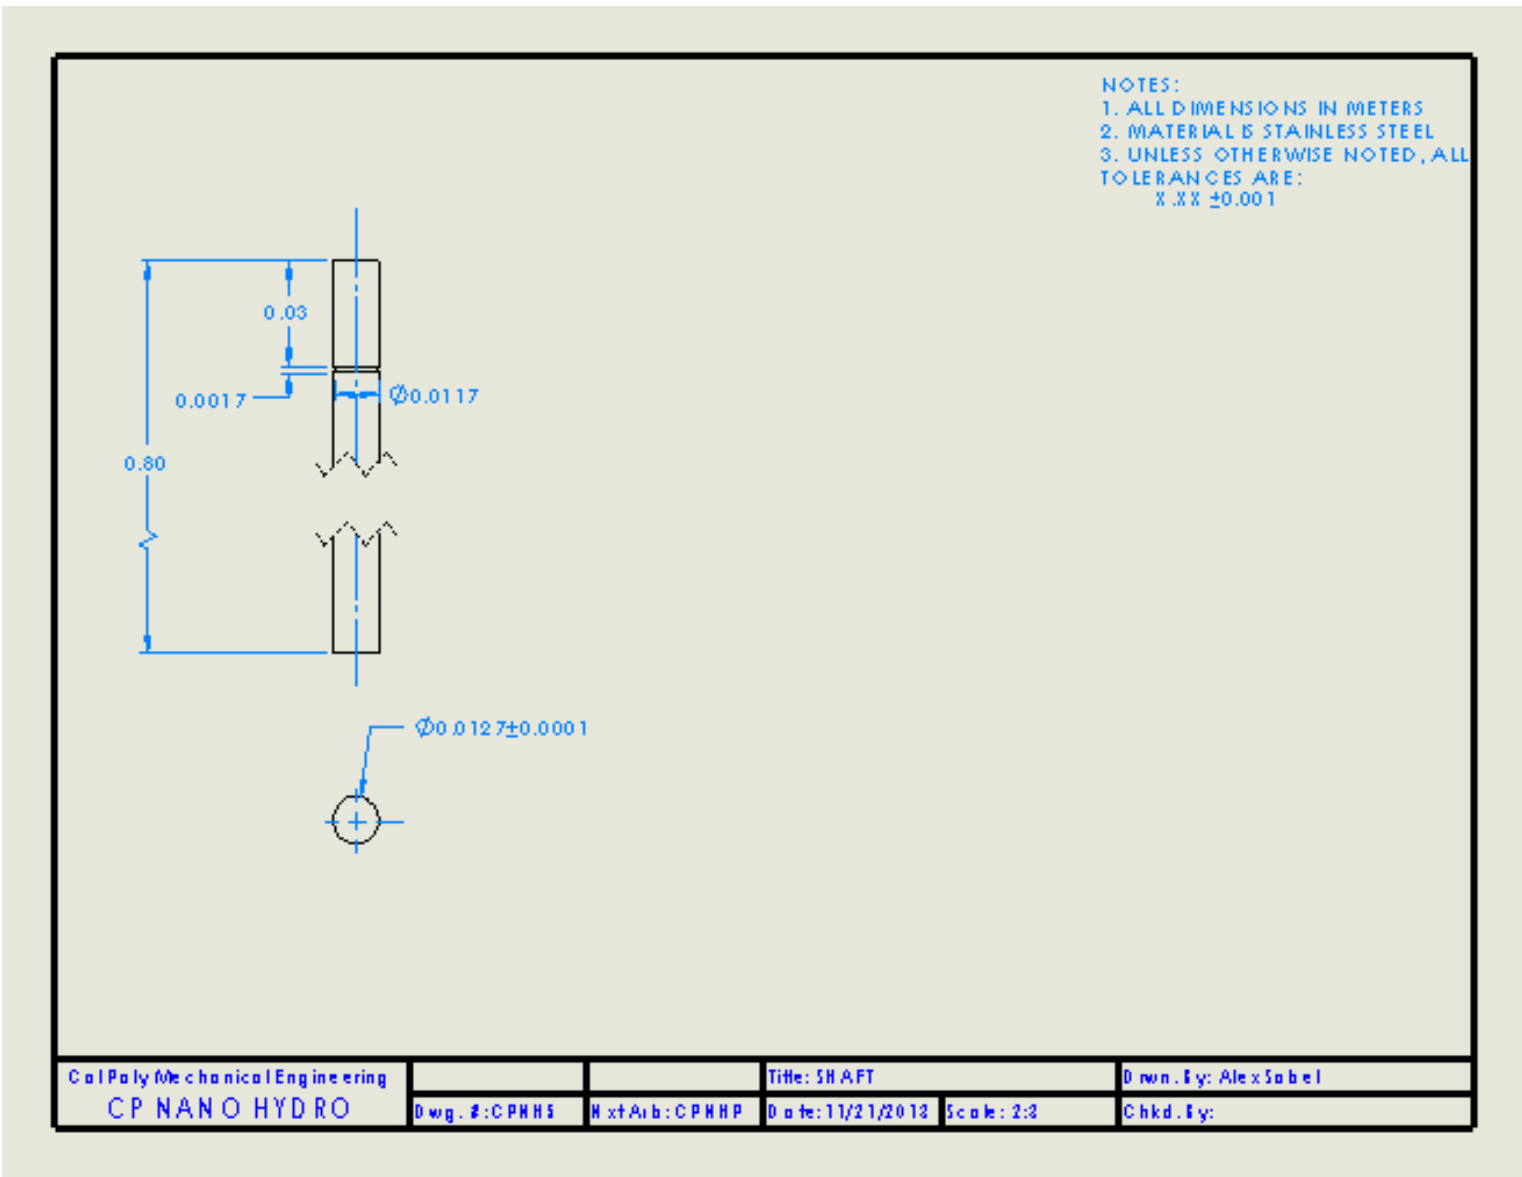 NOTES:
1. ALL DIMENSIONS IN METERS
2. MATERIAL IS STAINLESS STEEL
3. UNLESS OTHERWISE NOTED, ALL
TOLERANCES ARE:
X.XX ±0.001
0.03
0.0017
Ø0.0117
0.80
Ø0.0127±0.0001
Cal Poly Mechanical Engineering
CP NANO HYDRO
Title: SHAFT
Drwn. By: Alex Sobel
Dwg. #: CPNHS
Nxt Asb: CPNHP
Date: 11/21/2013
Scale: 2:3
Chkd. By: